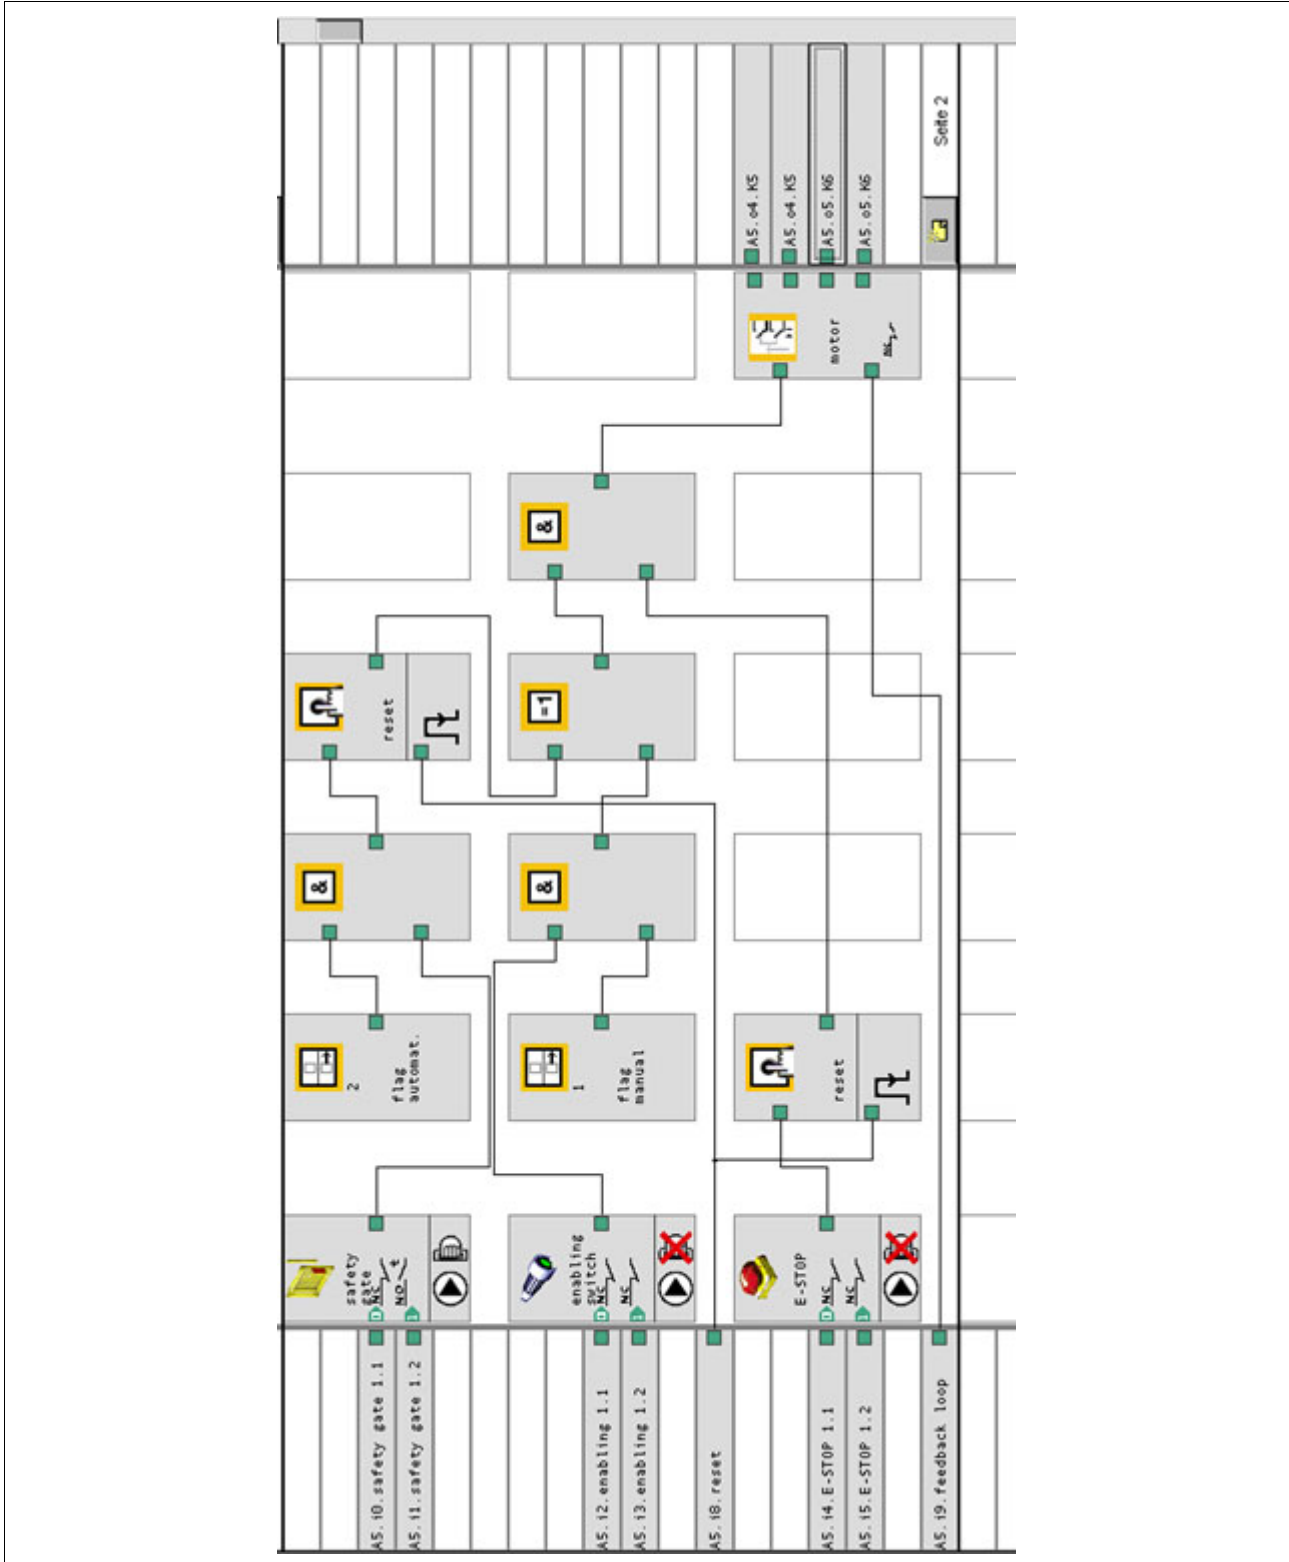 A5.i0.safety gate 1.1
A5.i1.safety gate 1.2
A5.i2.enabling 1.1
A5.i3.enabling 1.2
A5.i8.reset
A5.i4.E-STOP 1.1
A5.i5.E-STOP 1.2
A5.i9.feedback loop
safety
gate
NC
NO
t
enabling
switch
NC
NC
E-STOP
NC
NC
2
flag
automat.
1
flag
manual
reset
&
&
reset
=1
&
motor
NC
A5.o4.K5
A5.o4.K5
A5.o5.K6
A5.o5.K6
Seite 2